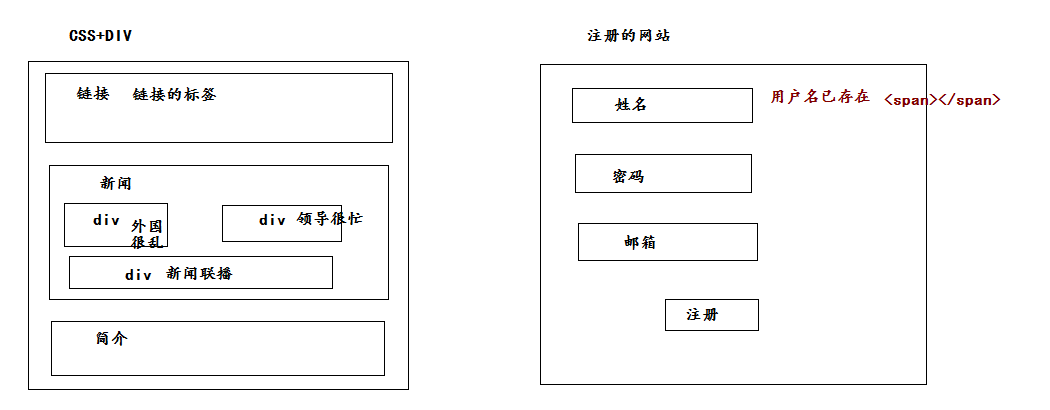 CSS+DIV
链接 链接的标签
新闻
div 外国
很乱
div 领导很忙
div 新闻联播
简介
注册的网站
姓名
用户名已存在 <span></span>
密码
邮箱
注册